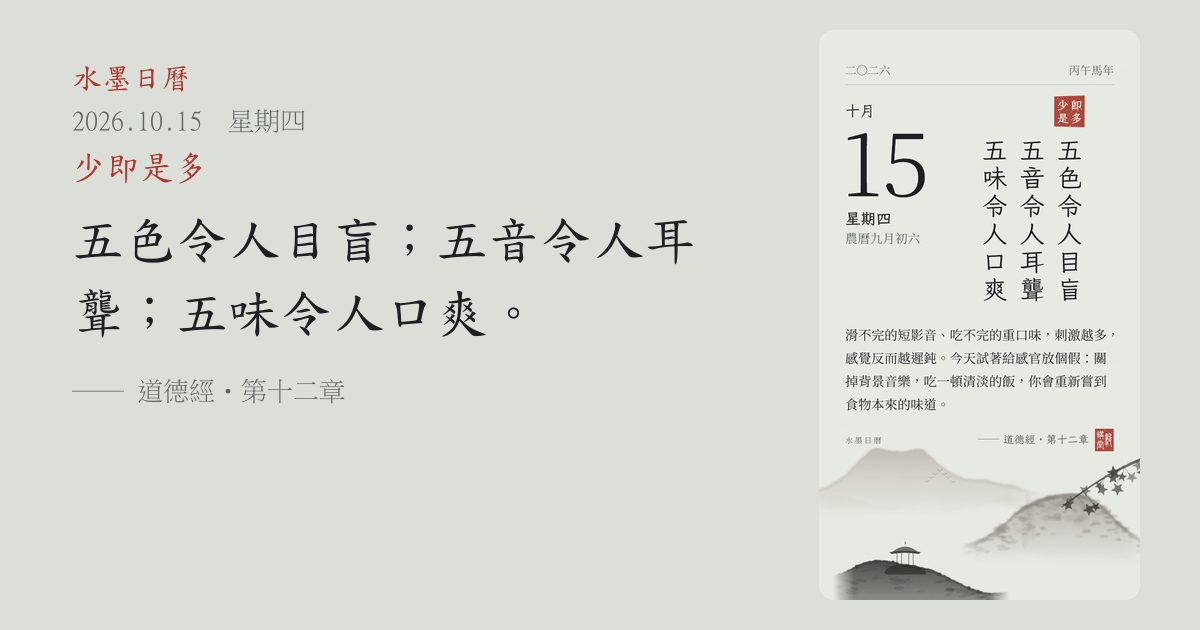 水墨日曆
2026.10.15 星期四
少即是多
五色令人目盲；五音令人耳
聾；五味令人口爽。
—— 道德經・第十二章
二〇二六
丙午馬年
十月
15
星期四
農曆九月初六
少即是多
五色令人目盲
五音令人耳聾
五味令人口爽
滑不完的短影音、吃不完的重口味，刺激越多，
感覺反而越遲鈍。今天試著給感官放個假：關
掉背景音樂，吃一頓清淡的飯，你會重新嘗到
食物本來的味道。
水墨日曆
—— 道德經・第十二章